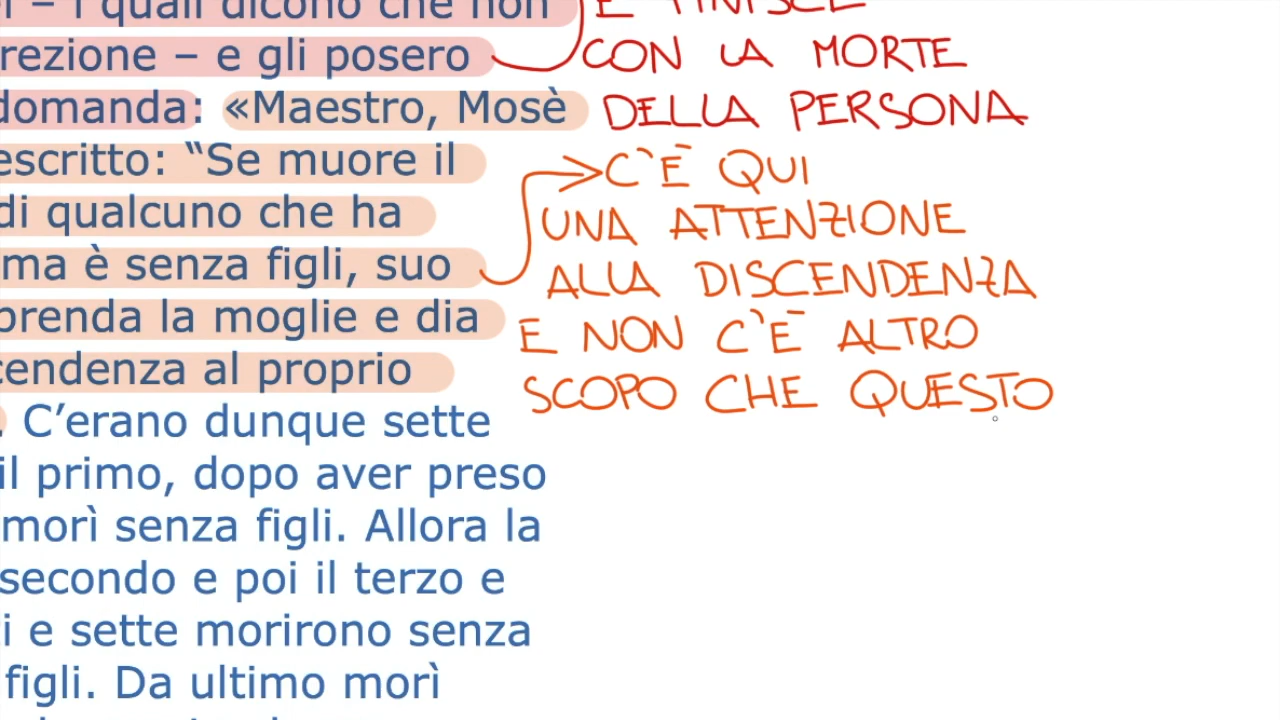 – i quali dicono che non
rezione – e gli posero
domanda: «Maestro, Mosè
escritto: “Se muore il
di qualcuno che ha
ma è senza figli, suo
prenda la moglie e dia
cendenza al proprio
. C’erano dunque sette
il primo, dopo aver preso
morì senza figli. Allora la
secondo e poi il terzo e
i e sette morirono senza
figli. Da ultimo morì
E FINISCE
CON LA MORTE
DELLA PERSONA
C'È QUI
UNA ATTENZIONE
ALLA DISCENDENZA
E NON C'È ALTRO
SCOPO CHE QUESTO